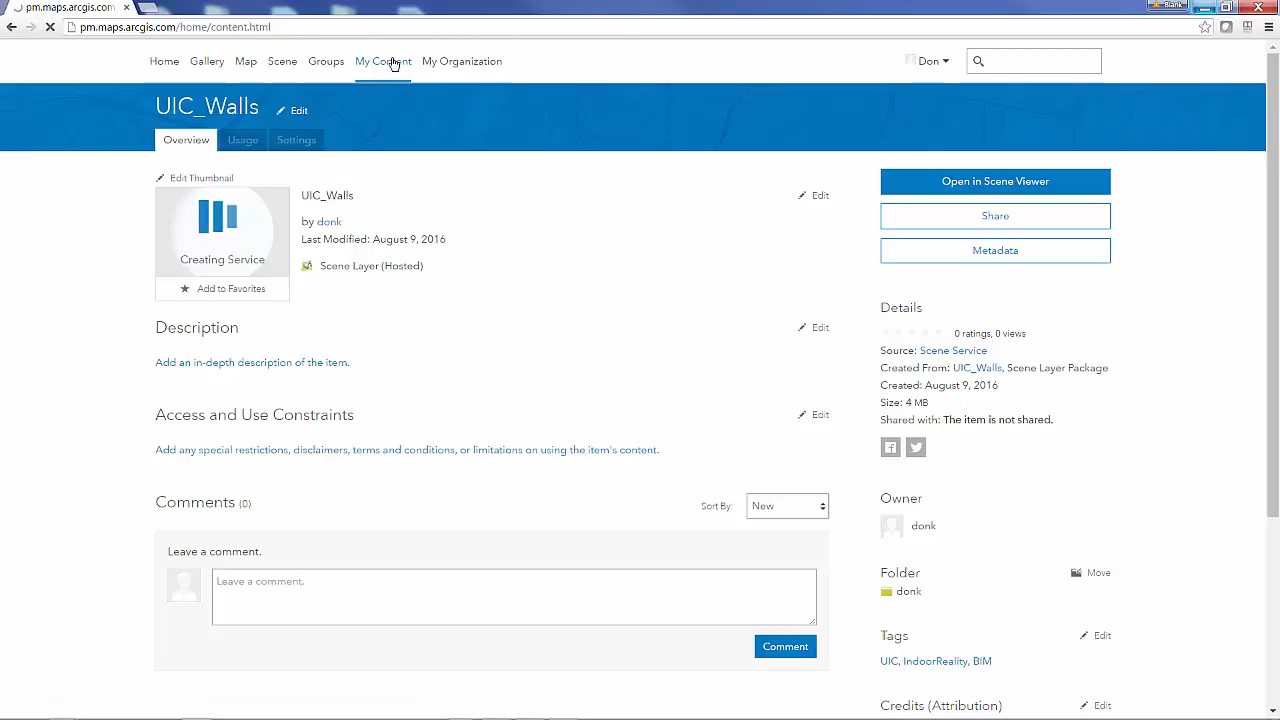 pm.maps.arcgis.com/home
Blank
pm.maps.arcgis.com/home/content.html
Home Gallery Map Scene Groups My Content My Organization Don
UIC_Walls Edit
Overview Usage Settings
Edit Thumbnail
Creating Service
Add to Favorites
UIC_Walls Edit
by donk
Last Modified: August 9, 2016
Scene Layer (Hosted)
Description Edit
Add an in-depth description of the item.
Access and Use Constraints Edit
Add any special restrictions, disclaimers, terms and conditions, or limitations on using the item's content.
Comments (0) Sort By: New
Leave a comment.
Leave a comment.
Comment
Open in Scene Viewer
Share
Metadata
Details
0 ratings, 0 views
Source: Scene Service
Created From: UIC_Walls, Scene Layer Package
Created: August 9, 2016
Size: 4 MB
Shared with: The item is not shared.
Owner
donk
Folder Move
donk
Tags Edit
UIC, IndoorReality, BIM
Credits (Attribution) Edit